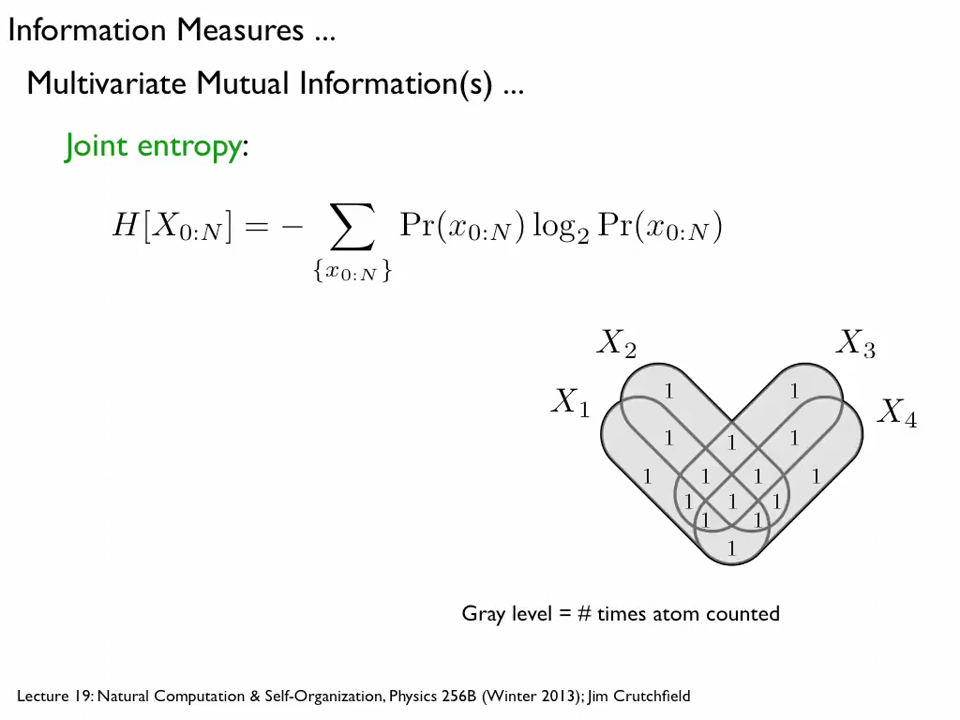 Information Measures ...
Multivariate Mutual Information(s) ...
Joint entropy:
H[X_{0:N}] = − ∑_{\{x_{0:N}\}} Pr(x_{0:N}) log_2 Pr(x_{0:N})
X_2 X_3
X_1 X_4
1 1
1 1 1
1 1 1 1
1 1 1
1 1
1
Gray level = # times atom counted
Lecture 19: Natural Computation & Self-Organization, Physics 256B (Winter 2013); Jim Crutchfield